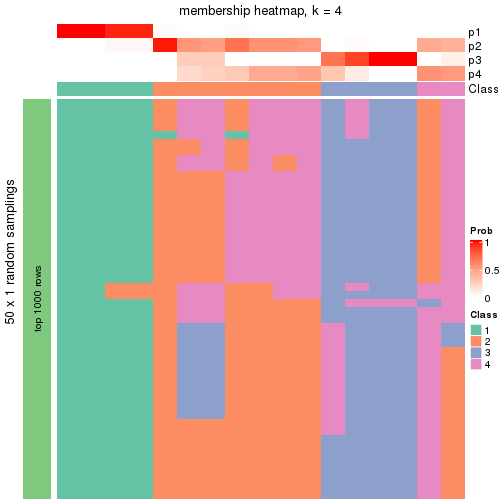 membership heatmap, k = 4
p1
p2
p3
p4
Class
50 x 1 random samplings
top 1000 rows
Prob
1
0.5
0
Class
1
2
3
4